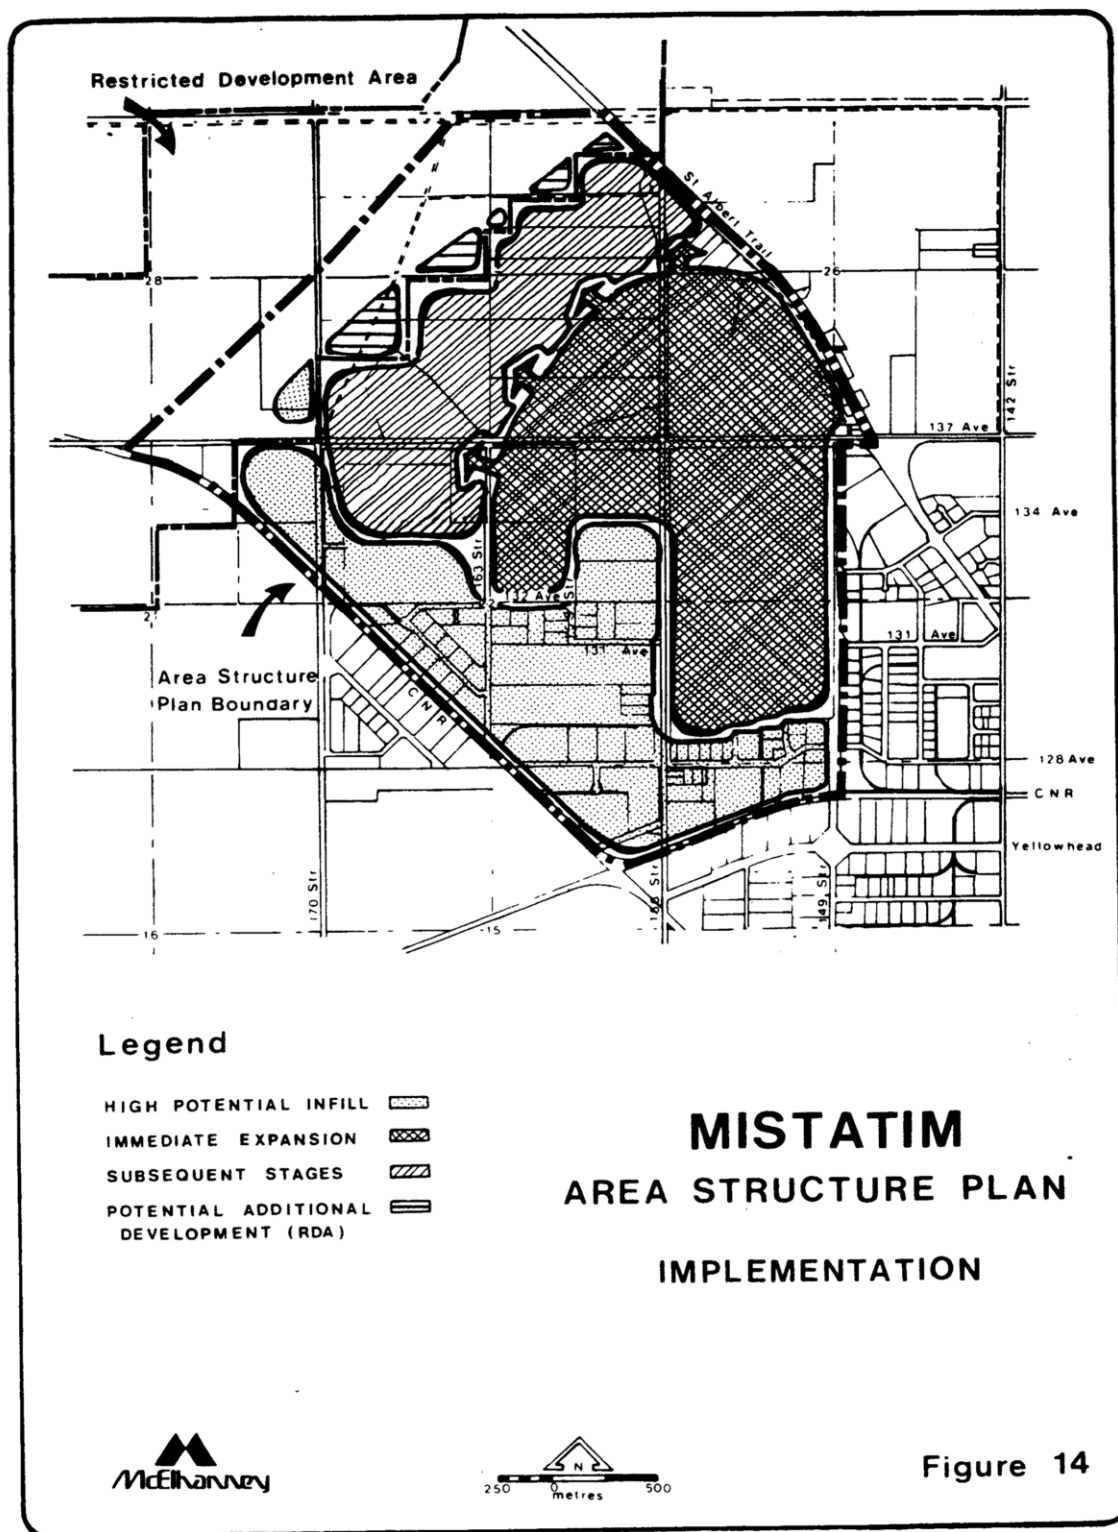 Restricted Development Area
St Albert Trail
28
26
142 Str
137 Ave
134 Ave
163 Str
132 Ave
131 Ave
131 Ave
Area Structure
Plan Boundary
CNR
128 Ave
CNR
Yellowhead
170 Str
149 Str
16
15
Legend
HIGH POTENTIAL INFILL
IMMEDIATE EXPANSION
SUBSEQUENT STAGES
POTENTIAL ADDITIONAL
DEVELOPMENT (RDA)
MISTATIM
AREA STRUCTURE PLAN
IMPLEMENTATION
McElhanney
N
250 0 500
metres
Figure 14